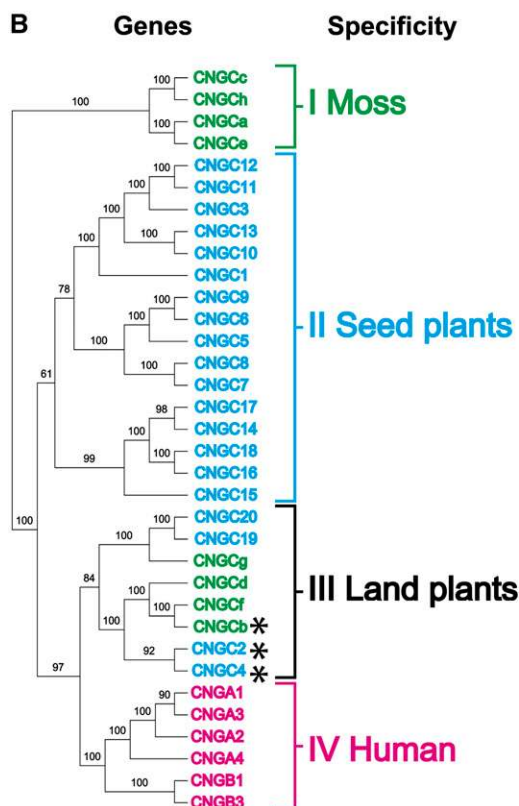 B Genes Specificity
CNGCc
CNGCh
CNGCa
CNGCe
I Moss
CNGC12
CNGC11
CNGC3
CNGC13
CNGC10
CNGC1
CNGC9
CNGC6
CNGC5
CNGC8
CNGC7
CNGC17
CNGC14
CNGC18
CNGC16
CNGC15
II Seed plants
CNGC20
CNGC19
CNGCg
CNGCd
CNGCf
CNGCb *
CNGC2 *
CNGC4 *
III Land plants
CNGA1
CNGA3
CNGA2
CNGA4
CNGB1
CNGB3
IV Human
100
100
100
100
100
100
100
100
100
100
78
100
100
100
100
61
98
99
100
100
100
100
100
84
100
100
100
92
97
90
100
100
100
100